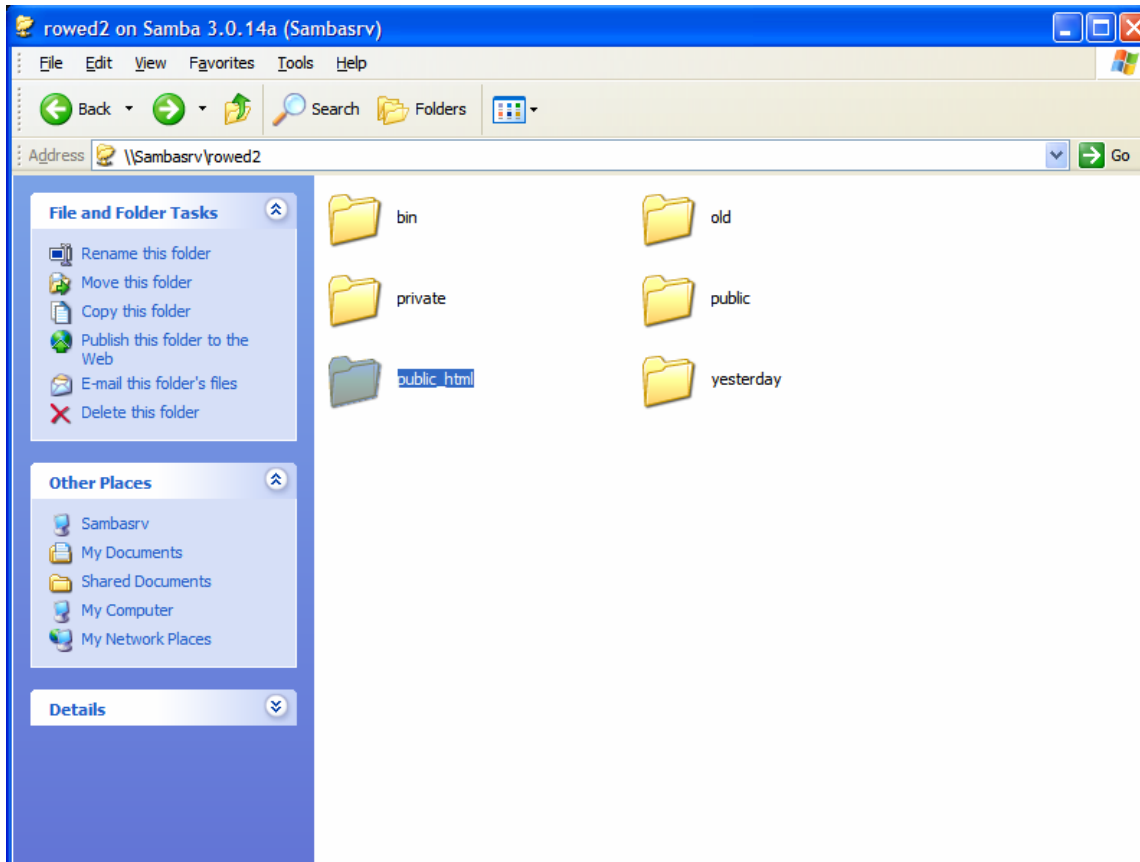 rowed2 on Samba 3.0.14a (Sambasrv)
File Edit View Favorites Tools Help
Back Search Folders
Address \\Sambasrv\rowed2 Go
File and Folder Tasks
Rename this folder
Move this folder
Copy this folder
Publish this folder to the
Web
E-mail this folder's files
Delete this folder
Other Places
Sambasrv
My Documents
Shared Documents
My Computer
My Network Places
Details
bin old
private public
public_html yesterday